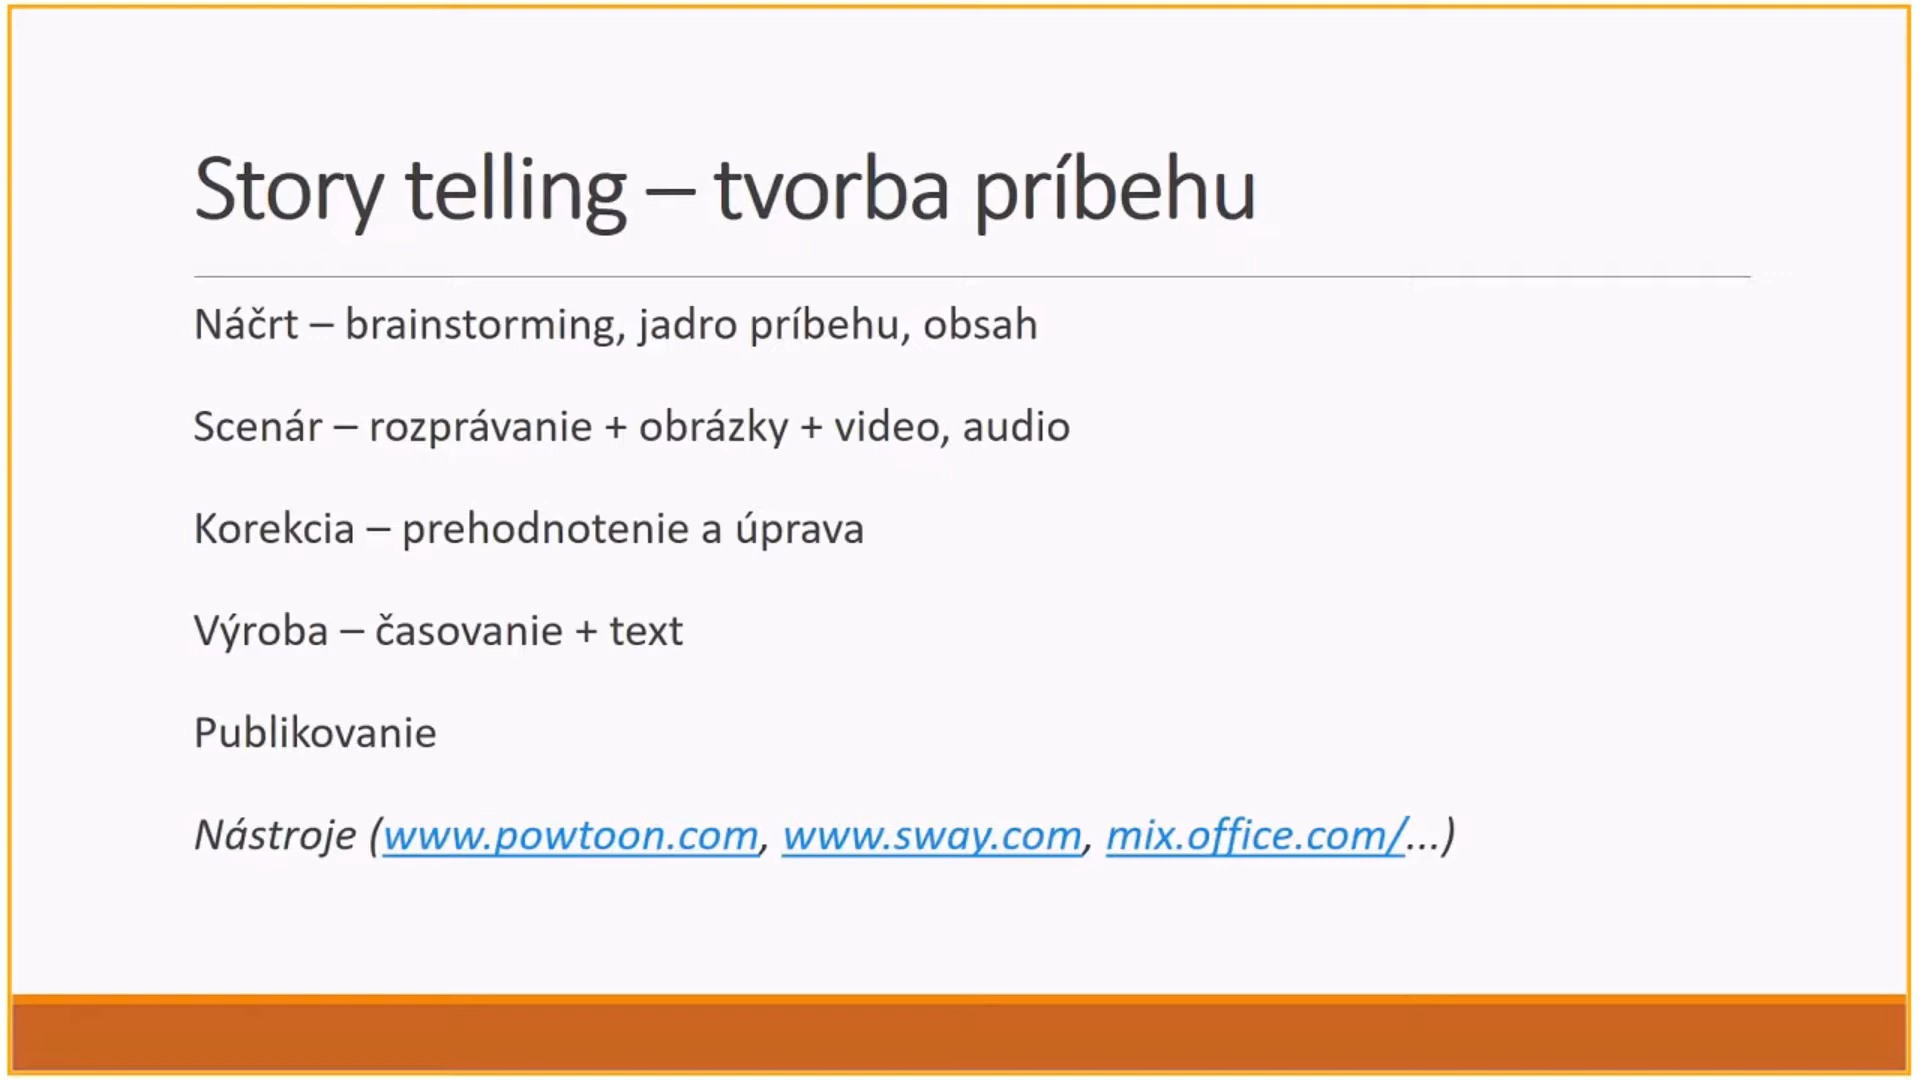 Story telling – tvorba príbehu
Náčrt – brainstorming, jadro príbehu, obsah
Scenár – rozprávanie + obrázky + video, audio
Korekcia – prehodnotenie a úprava
Výroba – časovanie + text
Publikovanie
Nástroje (www.powtoon.com, www.sway.com, mix.office.com/...)